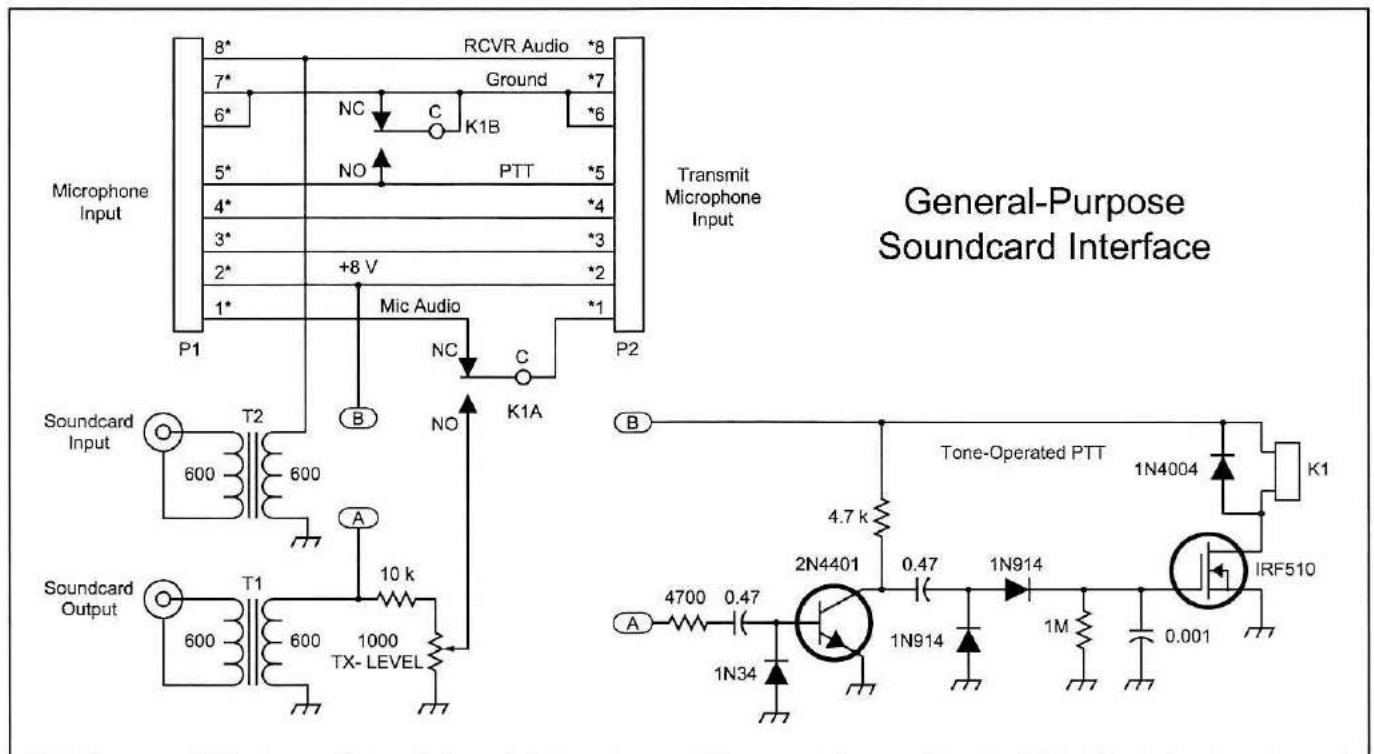 8* RCVR Audio *8
7* Ground *7
NC C
6* K1B *6
NO
5* PTT *5
Microphone
Input
Transmit
Microphone
Input
4* *4
3* *3
+8 V
2* *2
1* Mic Audio *1
P1 P2
General-Purpose
Soundcard Interface
NC C
NO K1A
Soundcard
Input
T2
600 600
B
A
Soundcard
Output
T1
600 600
10 k
1000
TX- LEVEL
B
Tone-Operated PTT
1N4004
K1
4.7 k
2N4401
0.47
1N914
IRF510
A
4700
0.47
1N34
1N914
1M
0.001